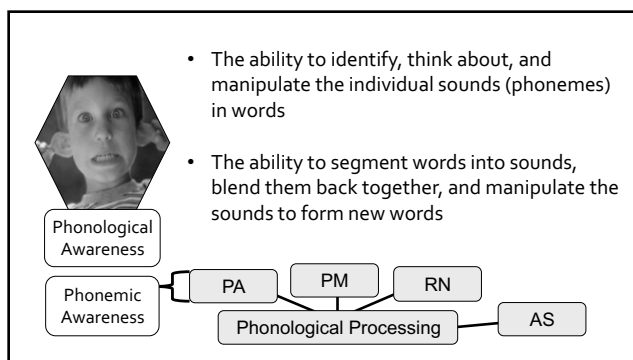 • The ability to identify, think about, and
manipulate the individual sounds (phonemes)
in words
• The ability to segment words into sounds,
blend them back together, and manipulate the
sounds to form new words
Phonological
Awareness
Phonemic
Awareness
PA
PM
RN
AS
Phonological Processing